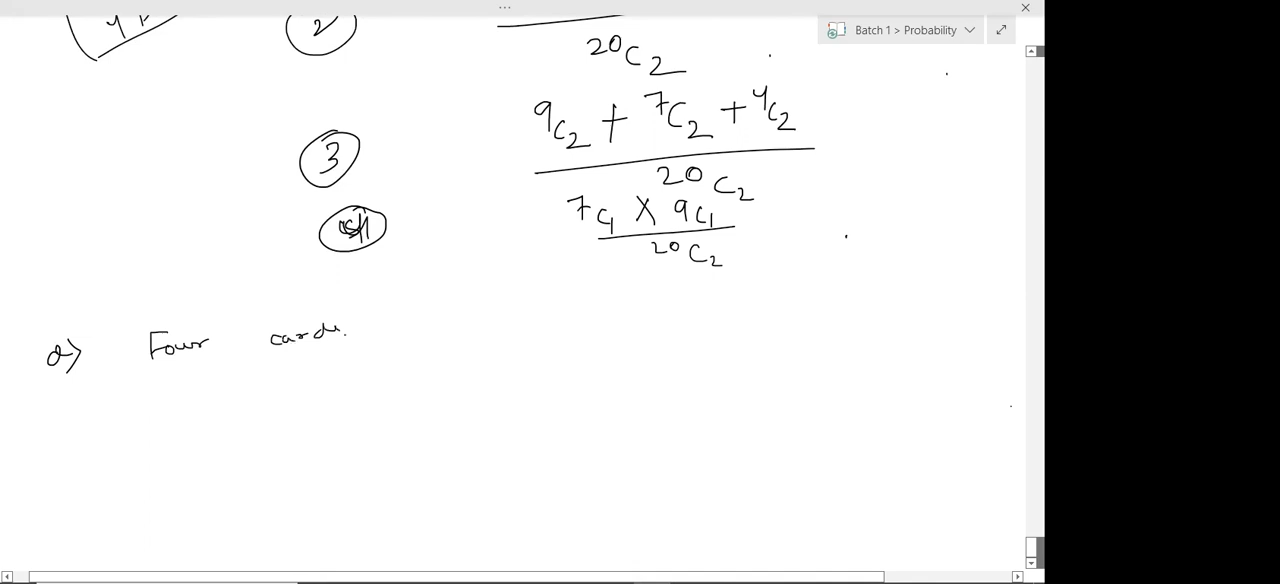 Batch 1 > Probability
2
20C2
9C2 + 7C2 + 4C2
3
20C2
7C1 X 9C1
20C2
Q) Four cards.